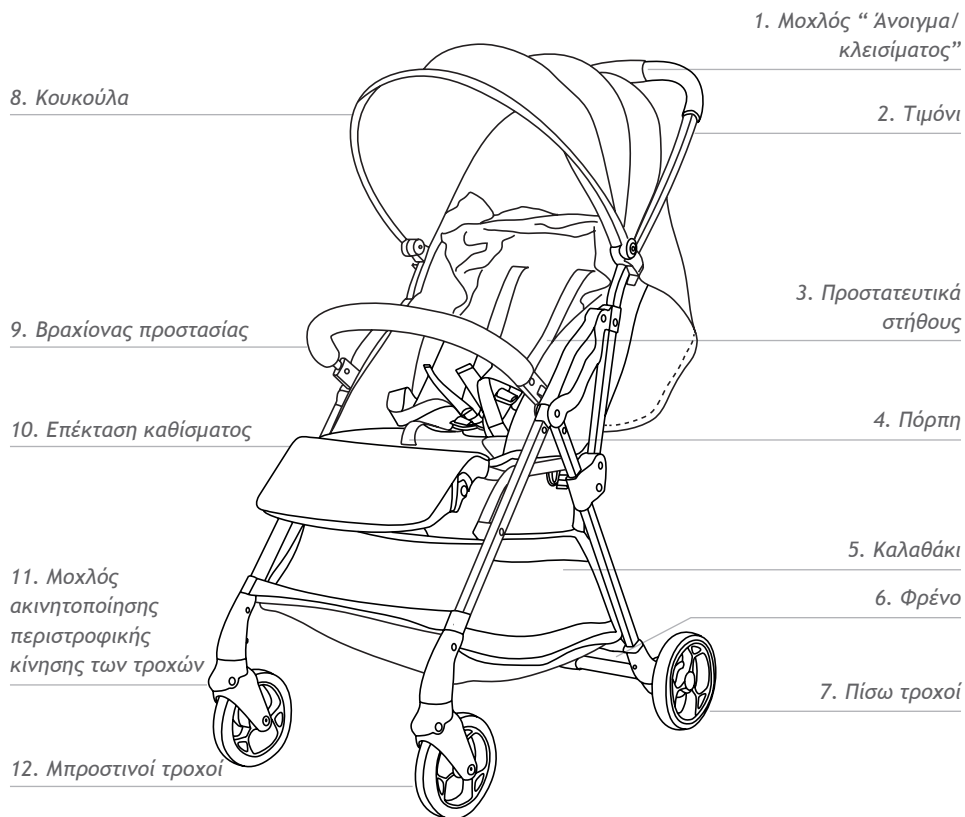 1. Μοχλός “ Άνοιγμα/
κλεισίματος”
2. Τιμόνι
3. Προστατευτικά
στήθους
4. Πόρπη
5. Καλαθάκι
6. Φρένο
7. Πίσω τροχοί
8. Κουκούλα
9. Βραχίονας προστασίας
10. Επέκταση καθίσματος
11. Μοχλός
ακινητοποίησης
περιστροφικής
κίνησης των τροχών
12. Μπροστινοί τροχοί